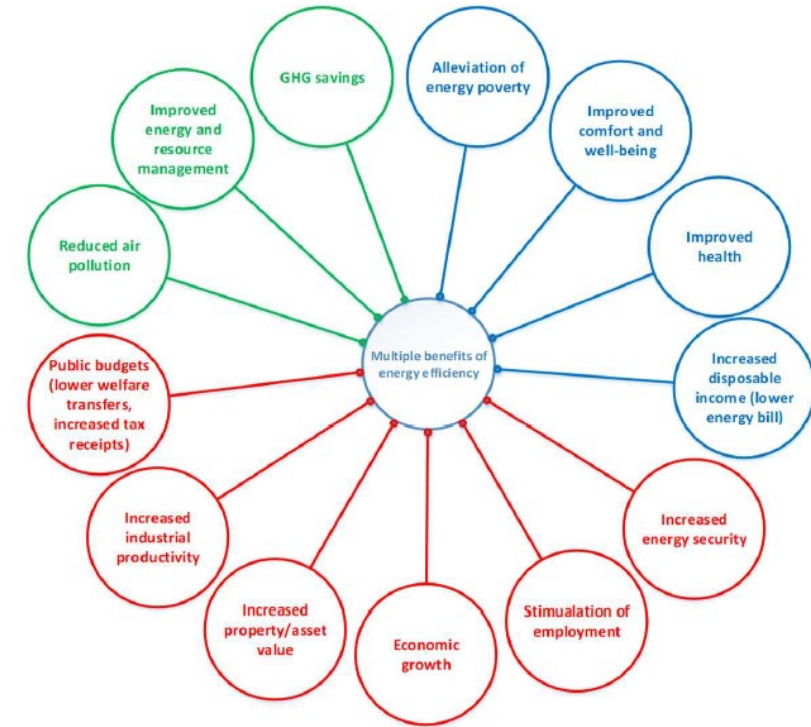 GHG savings
Alleviation of
energy poverty
Improved
comfort and
well-being
Improved
health
Increased
disposable
income (lower
energy bill)
Increased
energy security
Stimualation of
employment
Economic
growth
Increased
property/asset
value
Increased
industrial
productivity
Public budgets
(lower welfare
transfers,
increased tax
receipts)
Reduced air
pollution
Improved
energy and
resource
management
Multiple benefits of
energy efficiency